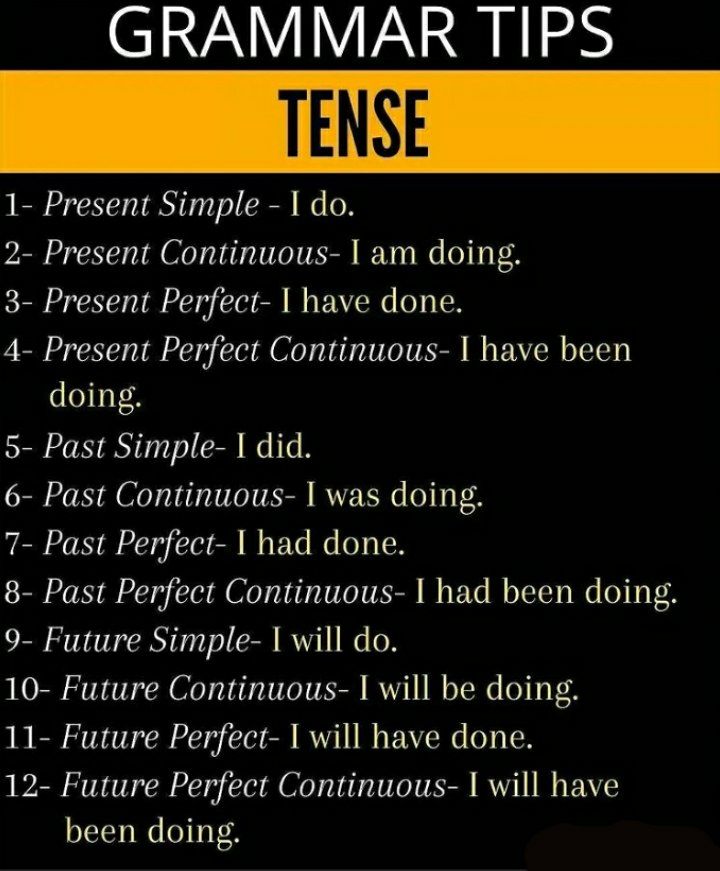 GRAMMAR TIPS
TENSE
1- Present Simple - I do.
2- Present Continuous- I am doing.
3- Present Perfect- I have done.
4- Present Perfect Continuous- I have been
doing.
5- Past Simple- I did.
6- Past Continuous- I was doing.
7- Past Perfect- I had done.
8- Past Perfect Continuous- I had been doing.
9- Future Simple- I will do.
10- Future Continuous- I will be doing.
11- Future Perfect- I will have done.
12- Future Perfect Continuous- I will have
been doing.